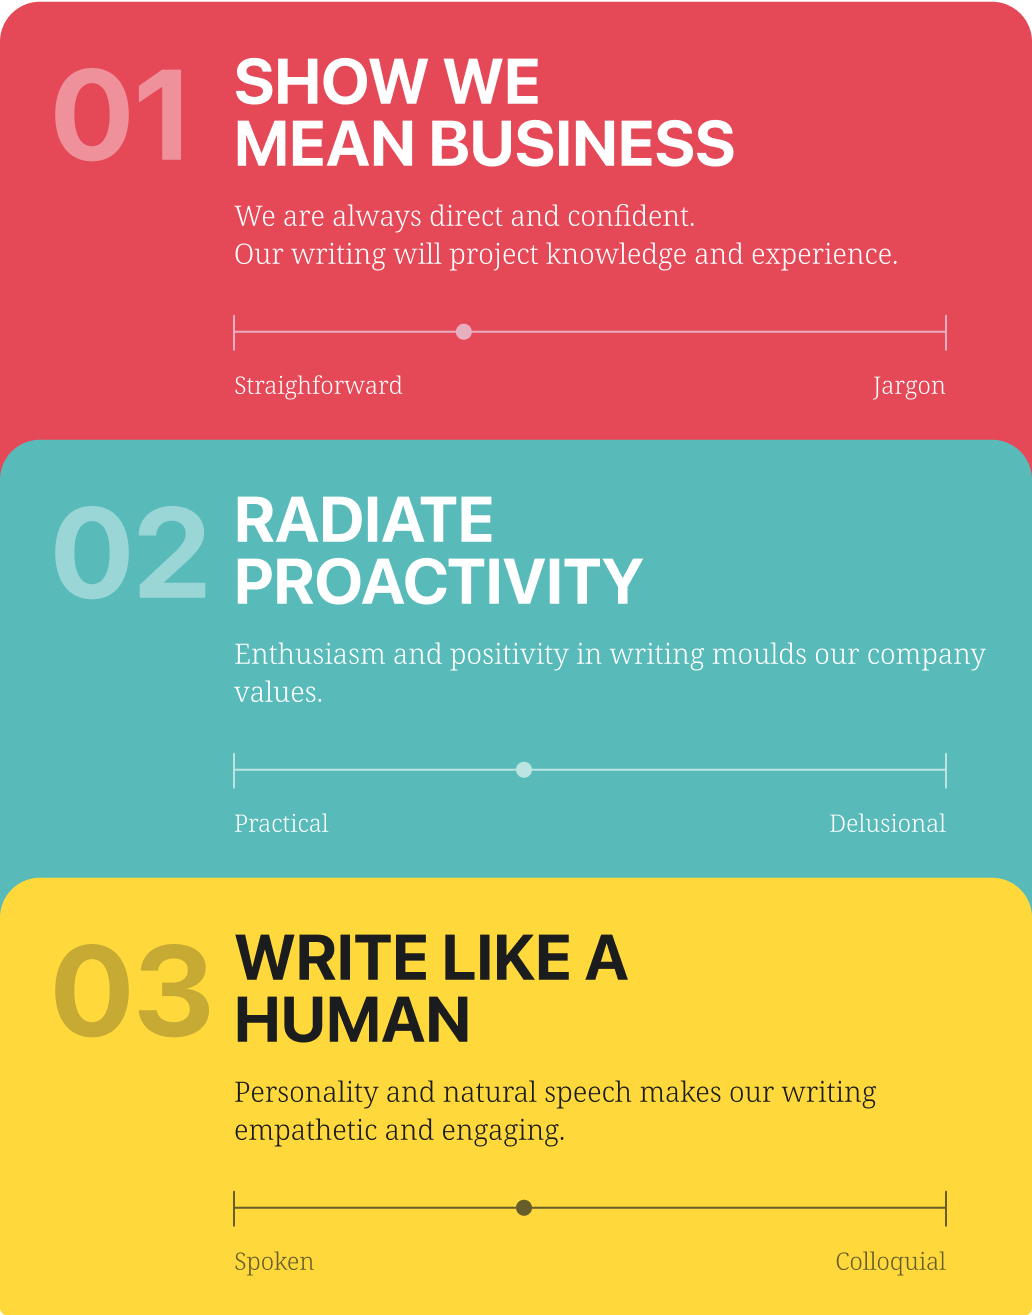 01
SHOW WE
MEAN BUSINESS
We are always direct and confident.
Our writing will project knowledge and experience.
Straighforward
Jargon
02
RADIATE
PROACTIVITY
Enthusiasm and positivity in writing moulds our company
values.
Practical
Delusional
03
WRITE LIKE A
HUMAN
Personality and natural speech makes our writing
empathetic and engaging.
Spoken
Colloquial